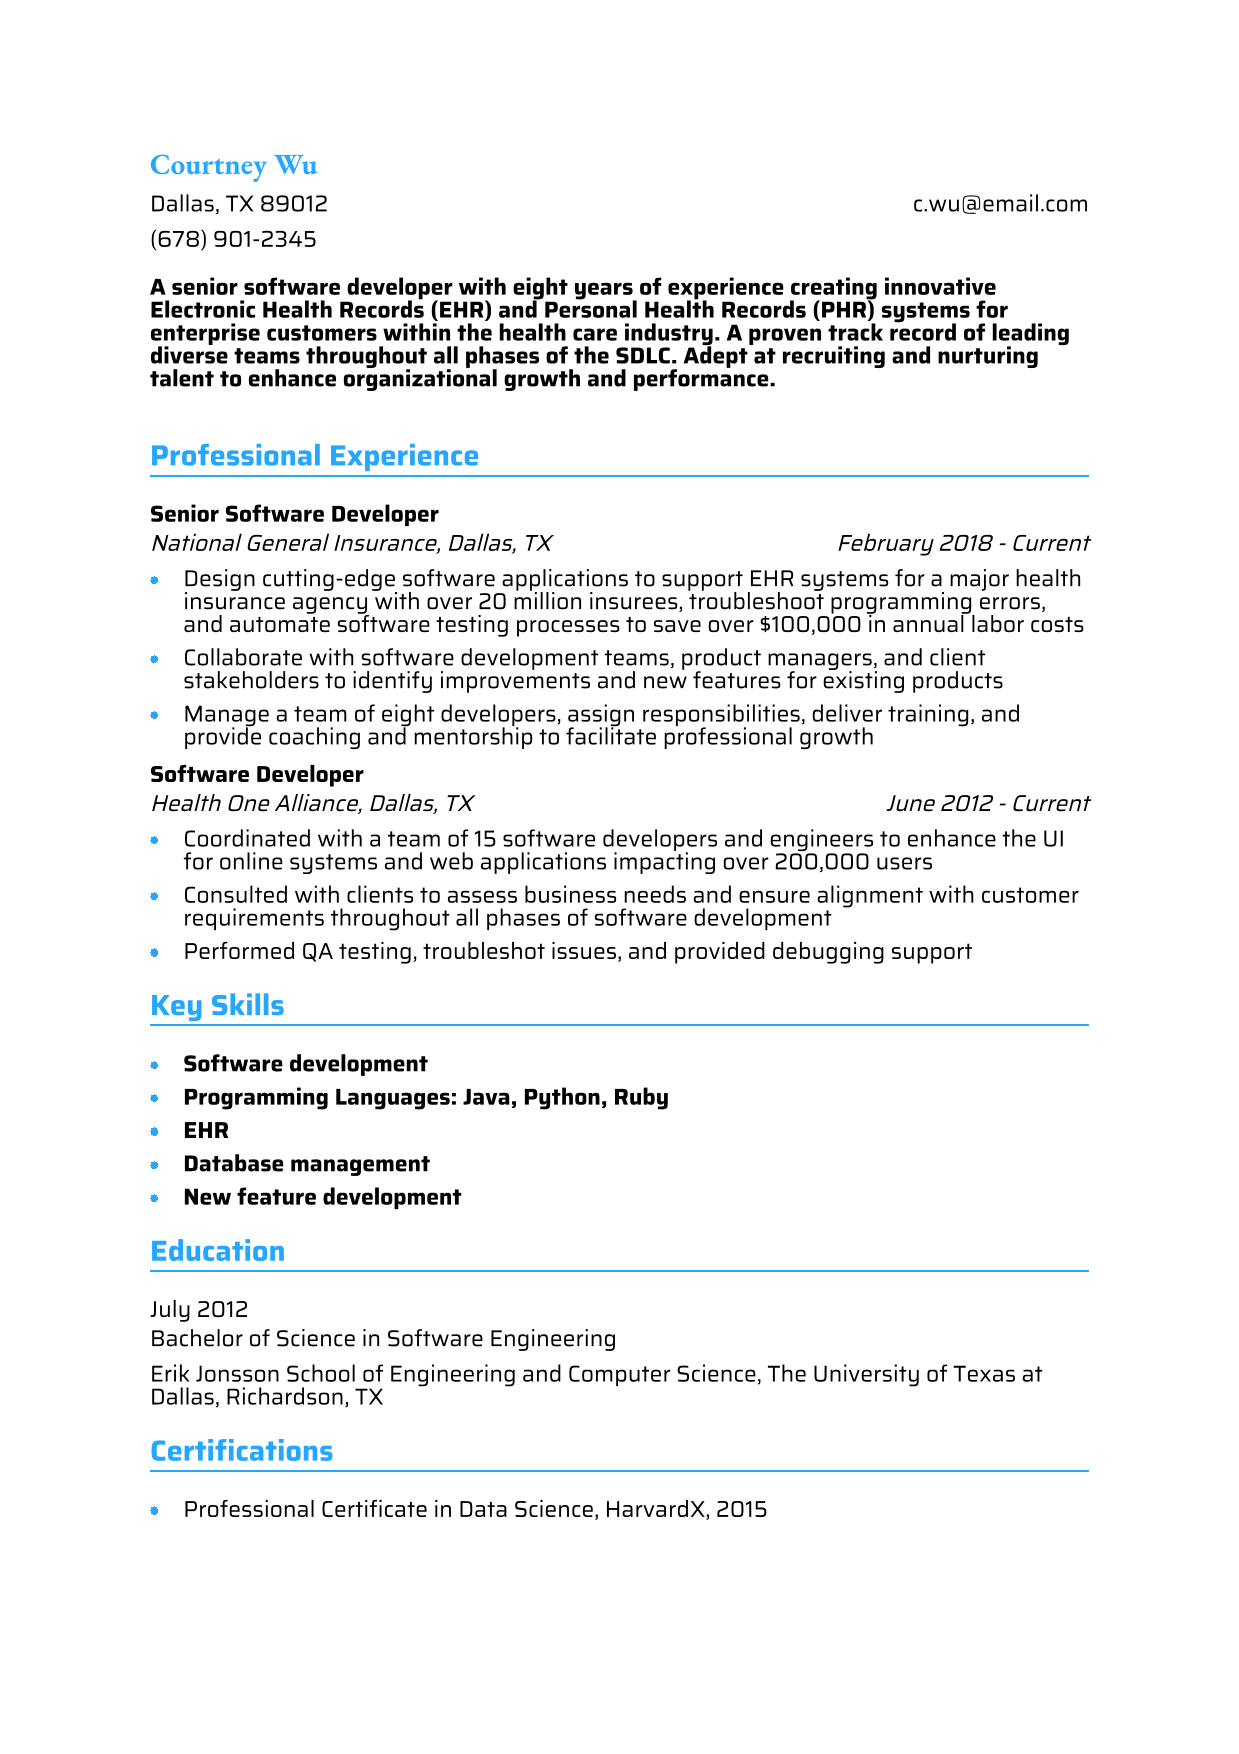 Courtney Wu
Dallas, TX 89012 c.wu@email.com
(678) 901-2345
A senior software developer with eight years of experience creating innovative
Electronic Health Records (EHR) and Personal Health Records (PHR) systems for
enterprise customers within the health care industry. A proven track record of leading
diverse teams throughout all phases of the SDLC. Adept at recruiting and nurturing
talent to enhance organizational growth and performance.
Professional Experience
Senior Software Developer
National General Insurance, Dallas, TX February 2018 - Current
• Design cutting-edge software applications to support EHR systems for a major health
insurance agency with over 20 million insurees, troubleshoot programming errors,
and automate software testing processes to save over $100,000 in annual labor costs
• Collaborate with software development teams, product managers, and client
stakeholders to identify improvements and new features for existing products
• Manage a team of eight developers, assign responsibilities, deliver training, and
provide coaching and mentorship to facilitate professional growth
Software Developer
Health One Alliance, Dallas, TX June 2012 - Current
• Coordinated with a team of 15 software developers and engineers to enhance the UI
for online systems and web applications impacting over 200,000 users
• Consulted with clients to assess business needs and ensure alignment with customer
requirements throughout all phases of software development
• Performed QA testing, troubleshot issues, and provided debugging support
Key Skills
• Software development
• Programming Languages: Java, Python, Ruby
• EHR
• Database management
• New feature development
Education
July 2012
Bachelor of Science in Software Engineering
Erik Jonsson School of Engineering and Computer Science, The University of Texas at
Dallas, Richardson, TX
Certifications
• Professional Certificate in Data Science, HarvardX, 2015